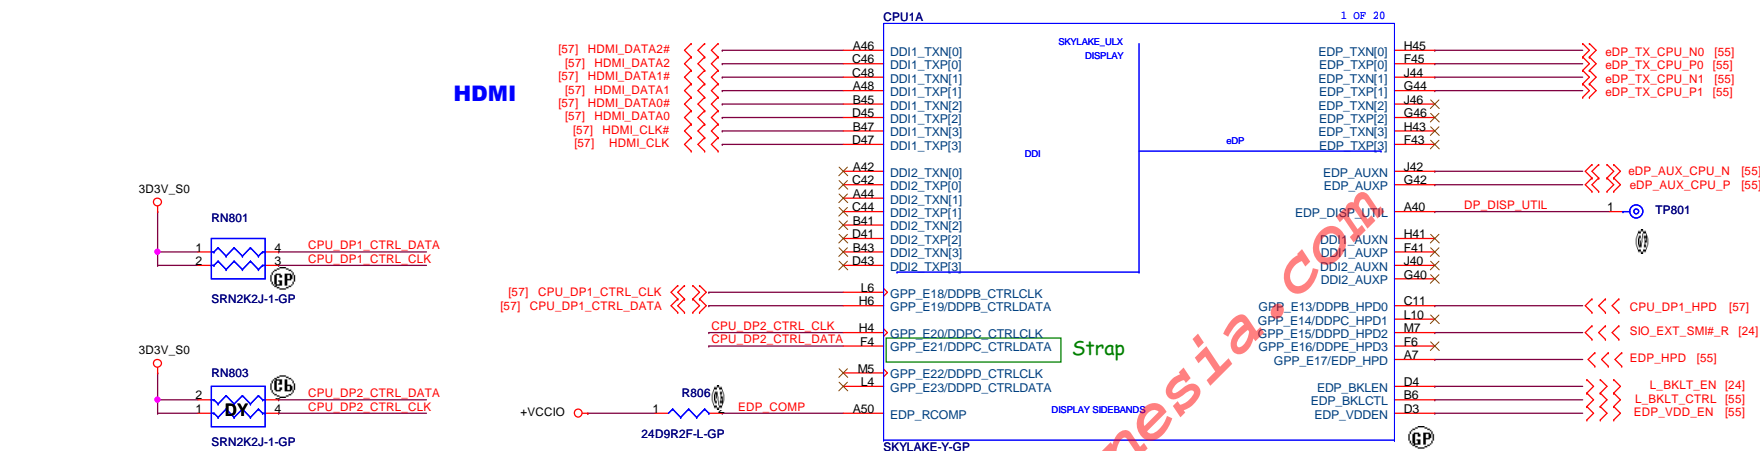 CPU1A
1 OF 20
SKYLAKE_ULX
DISPLAY
HDMI
[57] HDMI_DATA2# A46 DDI1_TXN[0]
[57] HDMI_DATA2 C46 DDI1_TXP[0]
[57] HDMI_DATA1# C48 DDI1_TXN[1]
[57] HDMI_DATA1 A48 DDI1_TXP[1]
[57] HDMI_DATA0# B45 DDI1_TXN[2]
[57] HDMI_DATA0 D45 DDI1_TXP[2]
[57] HDMI_CLK# B47 DDI1_TXN[3]
[57] HDMI_CLK D47 DDI1_TXP[3]
EDP_TXN[0] H45 eDP_TX_CPU_N0 [55]
EDP_TXP[0] F45 eDP_TX_CPU_P0 [55]
EDP_TXN[1] J44 eDP_TX_CPU_N1 [55]
EDP_TXP[1] G44 eDP_TX_CPU_P1 [55]
EDP_TXN[2] J46
EDP_TXP[2] G46
EDP_TXN[3] H43
EDP_TXP[3] F43
DDI
eDP
A42 DDI2_TXN[0]
C42 DDI2_TXP[0]
A44 DDI2_TXN[1]
C44 DDI2_TXP[1]
B41 DDI2_TXN[2]
D41 DDI2_TXP[2]
B43 DDI2_TXN[3]
D43 DDI2_TXP[3]
EDP_AUXN J42 eDP_AUX_CPU_N [55]
EDP_AUXP G42 eDP_AUX_CPU_P [55]
EDP_DISP_UTIL A40 DP_DISP_UTIL 1 TP801
DDI1_AUXN H41
DDI1_AUXP F41
DDI2_AUXN J40
DDI2_AUXP G40
3D3V_S0
RN801
1 4 CPU_DP1_CTRL_DATA
2 3 CPU_DP1_CTRL_CLK
GP
SRN2K2J-1-GP
[57] CPU_DP1_CTRL_CLK L6 GPP_E18/DDPB_CTRLCLK
[57] CPU_DP1_CTRL_DATA H6 GPP_E19/DDPB_CTRLDATA
CPU_DP2_CTRL_CLK H4 GPP_E20/DDPC_CTRLCLK
CPU_DP2_CTRL_DATA F4 GPP_E21/DDPC_CTRLDATA
Strap
M5 GPP_E22/DDPD_CTRLCLK
L4 GPP_E23/DDPD_CTRLDATA
GPP_E13/DDPB_HPD0 C11 CPU_DP1_HPD [57]
GPP_E14/DDPC_HPD1 L10
GPP_E15/DDPD_HPD2 M7 SIO_EXT_SMI#_R [24]
GPP_E16/DDPE_HPD3 F6
GPP_E17/EDP_HPD A7 EDP_HPD [55]
EDP_BKLEN D4 L_BKLT_EN [24]
EDP_BKLCTL B6 L_BKLT_CTRL [55]
EDP_VDDEN D3 EDP_VDD_EN [55]
3D3V_S0
RN803
2 CPU_DP2_CTRL_DATA
1 4 CPU_DP2_CTRL_CLK
DY
SRN2K2J-1-GP
R806
+VCCIO 1 EDP_COMP A50 EDP_RCOMP
24D9R2F-L-GP
DISPLAY SIDEBANDS
SKYLAKE-Y-GP
GP
nesia.com